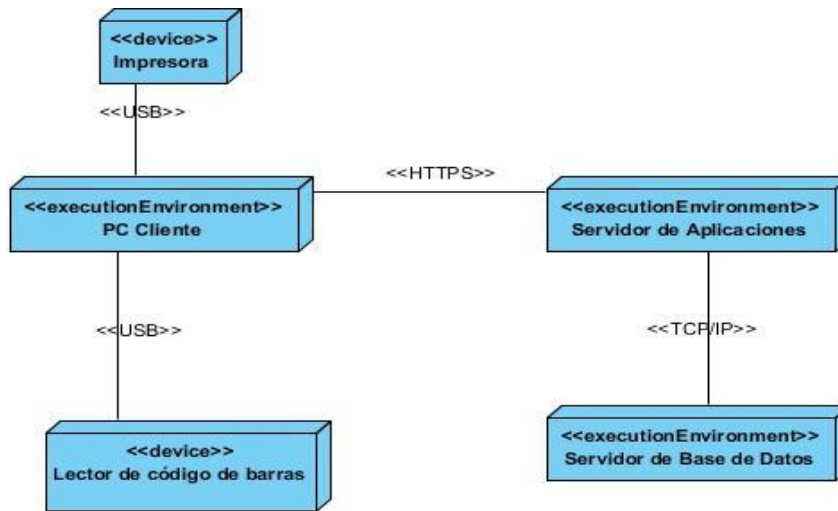 <<device>>
Impresora
<<USB>>
<<HTTPS>>
<<executionEnvironment>>
PC Cliente
<<executionEnvironment>>
Servidor de Aplicaciones
<<USB>>
<<TCP/IP>>
<<device>>
Lector de código de barras
<<executionEnvironment>>
Servidor de Base de Datos